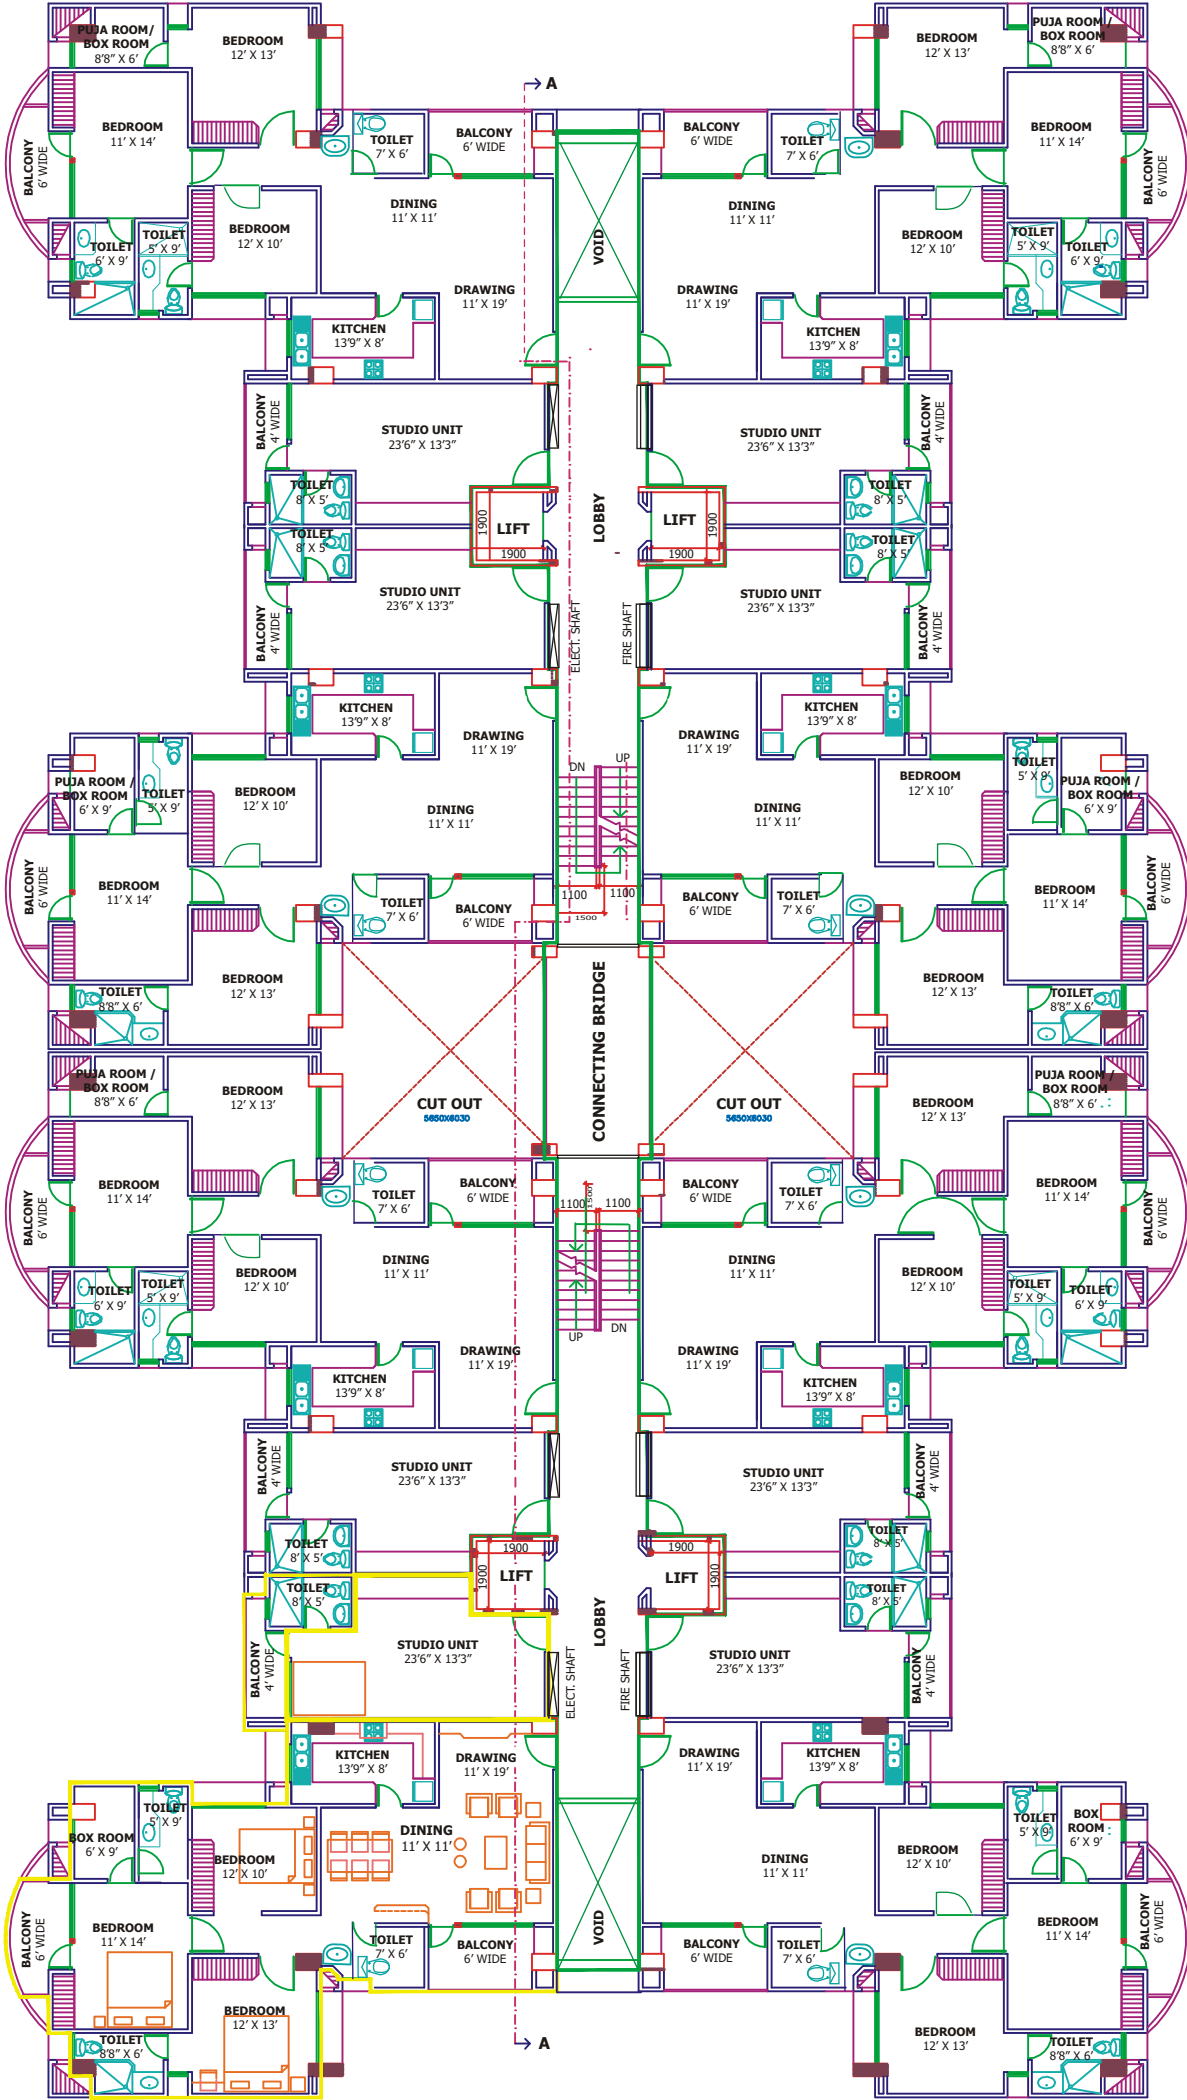 PUJA ROOM/
BOX ROOM
8'8" X 6'
BEDROOM
12' X 13'
BEDROOM
12' X 13'
PUJA ROOM /
BOX ROOM
8'8" X 6'
A
BEDROOM
11' X 14'
TOILET
7' X 6'
BALCONY
6' WIDE
BALCONY
6' WIDE
TOILET
7' X 6'
BEDROOM
11' X 14'
BALCONY
6' WIDE
BALCONY
6' WIDE
DINING
11' X 11'
DINING
11' X 11'
BEDROOM
12' X 10'
BEDROOM
12' X 10'
TOILET
6' X 9'
TOILET
5' X 9'
TOILET
5' X 9'
TOILET
6' X 9'
VOID
DRAWING
11' X 19'
DRAWING
11' X 19'
KITCHEN
13'9" X 8'
KITCHEN
13'9" X 8'
BALCONY
4' WIDE
STUDIO UNIT
23'6" X 13'3"
STUDIO UNIT
23'6" X 13'3"
BALCONY
4' WIDE
TOILET
8' X 5'
TOILET
8' X 5'
LIFT
1900
1900
LOBBY
LIFT
1900
1900
TOILET
8' X 5'
TOILET
8' X 5'
BALCONY
4' WIDE
STUDIO UNIT
23'6" X 13'3"
ELECT. SHAFT
FIRE SHAFT
STUDIO UNIT
23'6" X 13'3"
BALCONY
4' WIDE
KITCHEN
13'9" X 8'
KITCHEN
13'9" X 8'
DRAWING
11' X 19'
DRAWING
11' X 19'
DN
UP
PUJA ROOM /
BOX ROOM
6' X 9'
TOILET
5' X 9'
BEDROOM
12' X 10'
BEDROOM
12' X 10'
TOILET
5' X 9'
PUJA ROOM /
BOX ROOM
6' X 9'
DINING
11' X 11'
DINING
11' X 11'
BALCONY
6' WIDE
BEDROOM
11' X 14'
TOILET
7' X 6'
BALCONY
6' WIDE
1100
1100
1500
BALCONY
6' WIDE
TOILET
7' X 6'
BEDROOM
11' X 14'
BALCONY
6' WIDE
BEDROOM
12' X 13'
BEDROOM
12' X 13'
TOILET
8'8" X 6'
TOILET
8'8" X 6'
CONNECTING BRIDGE
PUJA ROOM /
BOX ROOM
8'8" X 6'
BEDROOM
12' X 13'
CUT OUT
5650X6030
CUT OUT
5650X6030
BEDROOM
12' X 13'
PUJA ROOM /
BOX ROOM
8'8" X 6'
BEDROOM
11' X 14'
TOILET
7' X 6'
BALCONY
6' WIDE
1100
1500
1100
BALCONY
6' WIDE
TOILET
7' X 6'
BEDROOM
11' X 14'
BALCONY
6' WIDE
BALCONY
6' WIDE
DINING
11' X 11'
DINING
11' X 11'
BEDROOM
12' X 10'
BEDROOM
12' X 10'
TOILET
6' X 9'
TOILET
5' X 9'
TOILET
5' X 9'
TOILET
6' X 9'
UP
DN
DRAWING
11' X 19'
DRAWING
11' X 19'
KITCHEN
13'9" X 8'
KITCHEN
13'9" X 8'
BALCONY
4' WIDE
STUDIO UNIT
23'6" X 13'3"
STUDIO UNIT
23'6" X 13'3"
BALCONY
4' WIDE
TOILET
8' X 5'
TOILET
8' X 5'
1900
1900
LIFT
1900
1900
LIFT
TOILET
8' X 5'
TOILET
8' X 5'
LOBBY
BALCONY
4' WIDE
STUDIO UNIT
23'6" X 13'3"
ELECT. SHAFT
FIRE SHAFT
STUDIO UNIT
23'6" X 13'3"
BALCONY
4' WIDE
KITCHEN
13'9" X 8'
DRAWING
11' X 19'
DRAWING
11' X 19'
KITCHEN
13'9" X 8'
BOX ROOM
6' X 9'
TOILET
5' X 9'
BEDROOM
12' X 10'
DINING
11' X 11'
DINING
11' X 11'
BEDROOM
12' X 10'
TOILET
5' X 9'
BOX
ROOM
6' X 9'
BALCONY
6' WIDE
BEDROOM
11' X 14'
TOILET
7' X 6'
BALCONY
6' WIDE
VOID
BALCONY
6' WIDE
TOILET
7' X 6'
BEDROOM
11' X 14'
BALCONY
6' WIDE
BEDROOM
12' X 13'
BEDROOM
12' X 13'
TOILET
8'8" X 6'
TOILET
8'8" X 6'
A